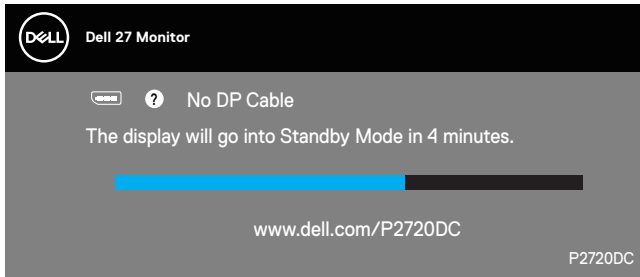 DELL
Dell 27 Monitor
? No DP Cable
The display will go into Standby Mode in 4 minutes.
www.dell.com/P2720DC
P2720DC